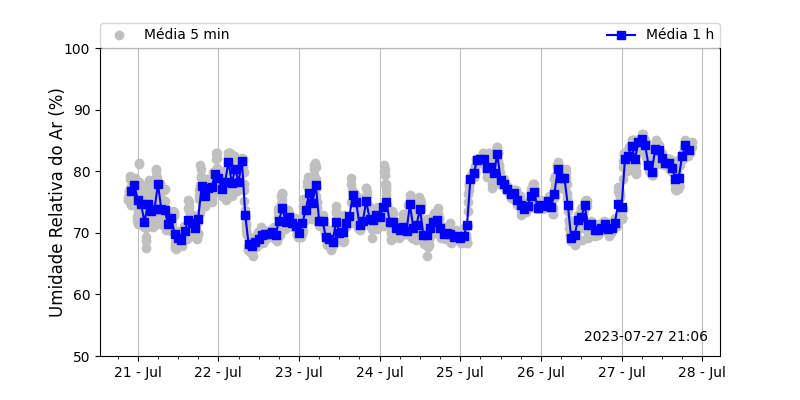 Média 5 min
Média 1 h
Umidade Relativa do Ar (%)
100
90
80
70
60
50
2023-07-27 21:06
21 - Jul
22 - Jul
23 - Jul
24 - Jul
25 - Jul
26 - Jul
27 - Jul
28 - Jul